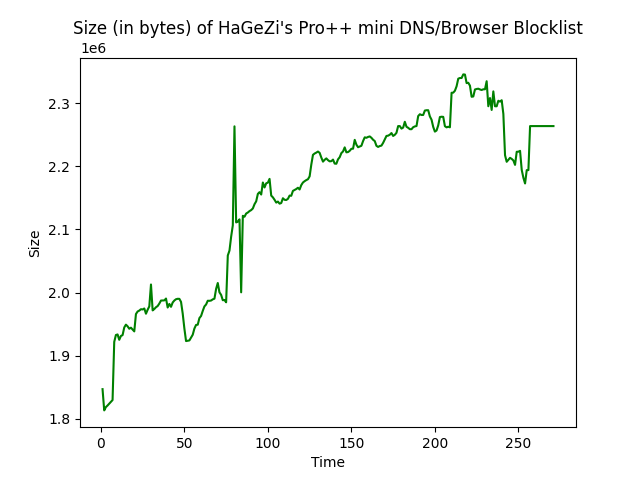 Size (in bytes) of HaGeZi's Pro++ mini DNS/Browser Blocklist
1e6
2.3
2.2
2.1
2.0
1.9
1.8
Size
0 50 100 150 200 250
Time